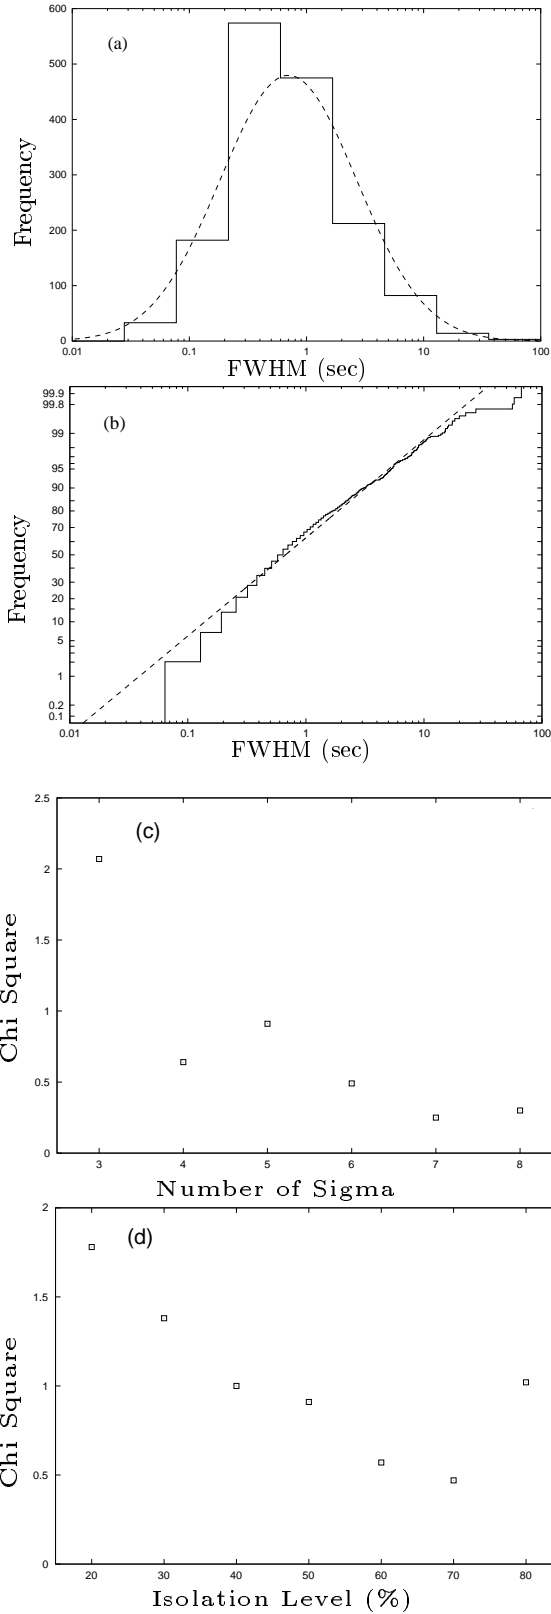 600
500
400
300
200
100
0
(a)
Frequency
0.01 0.1 1 10 100
FWHM (sec)
99.9
99.8
99
95
90
80
70
50
30
20
10
5
1
0.2
0.1
(b)
Frequency
0.01 0.1 1 10 100
FWHM (sec)
2.5
2
1.5
1
0.5
0
(c)
Chi Square
3 4 5 6 7 8
Number of Sigma
2
1.5
1
0.5
0
(d)
Chi Square
20 30 40 50 60 70 80
Isolation Level (%)